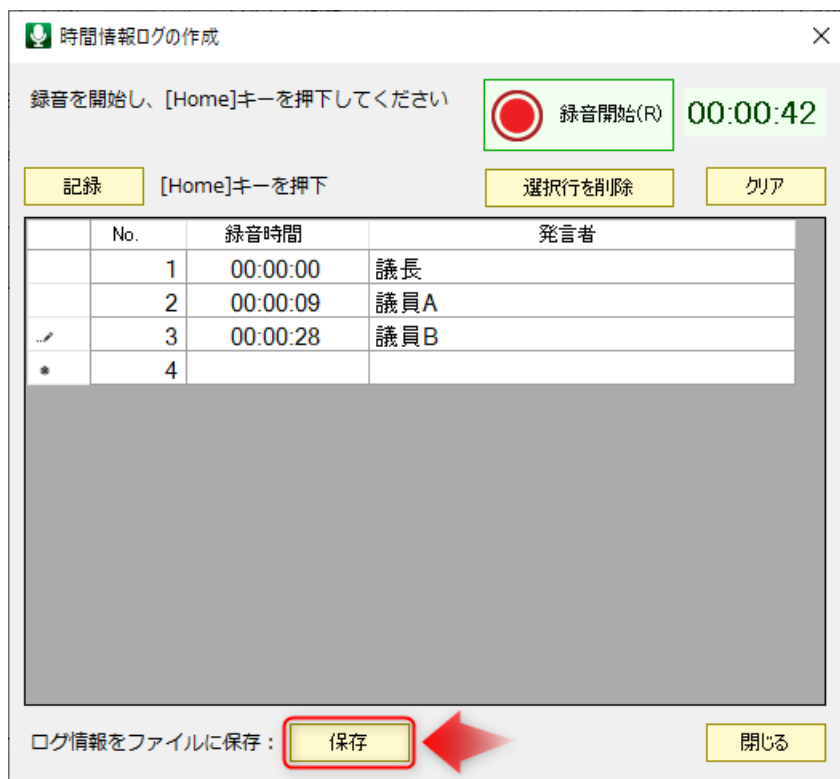 時間情報ログの作成
録音を開始し、[Home]キーを押下してください
録音開始(R)
00:00:42
記録
[Home]キーを押下
選択行を削除
クリア
No. 録音時間 発言者
1 00:00:00 議長
2 00:00:09 議員A
3 00:00:28 議員B
4
ログ情報をファイルに保存：
保存
閉じる